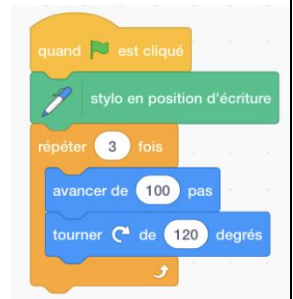 quand est cliqué
stylo en position d'écriture
répéter 3 fois
avancer de 100 pas
tourner de 120 degrés